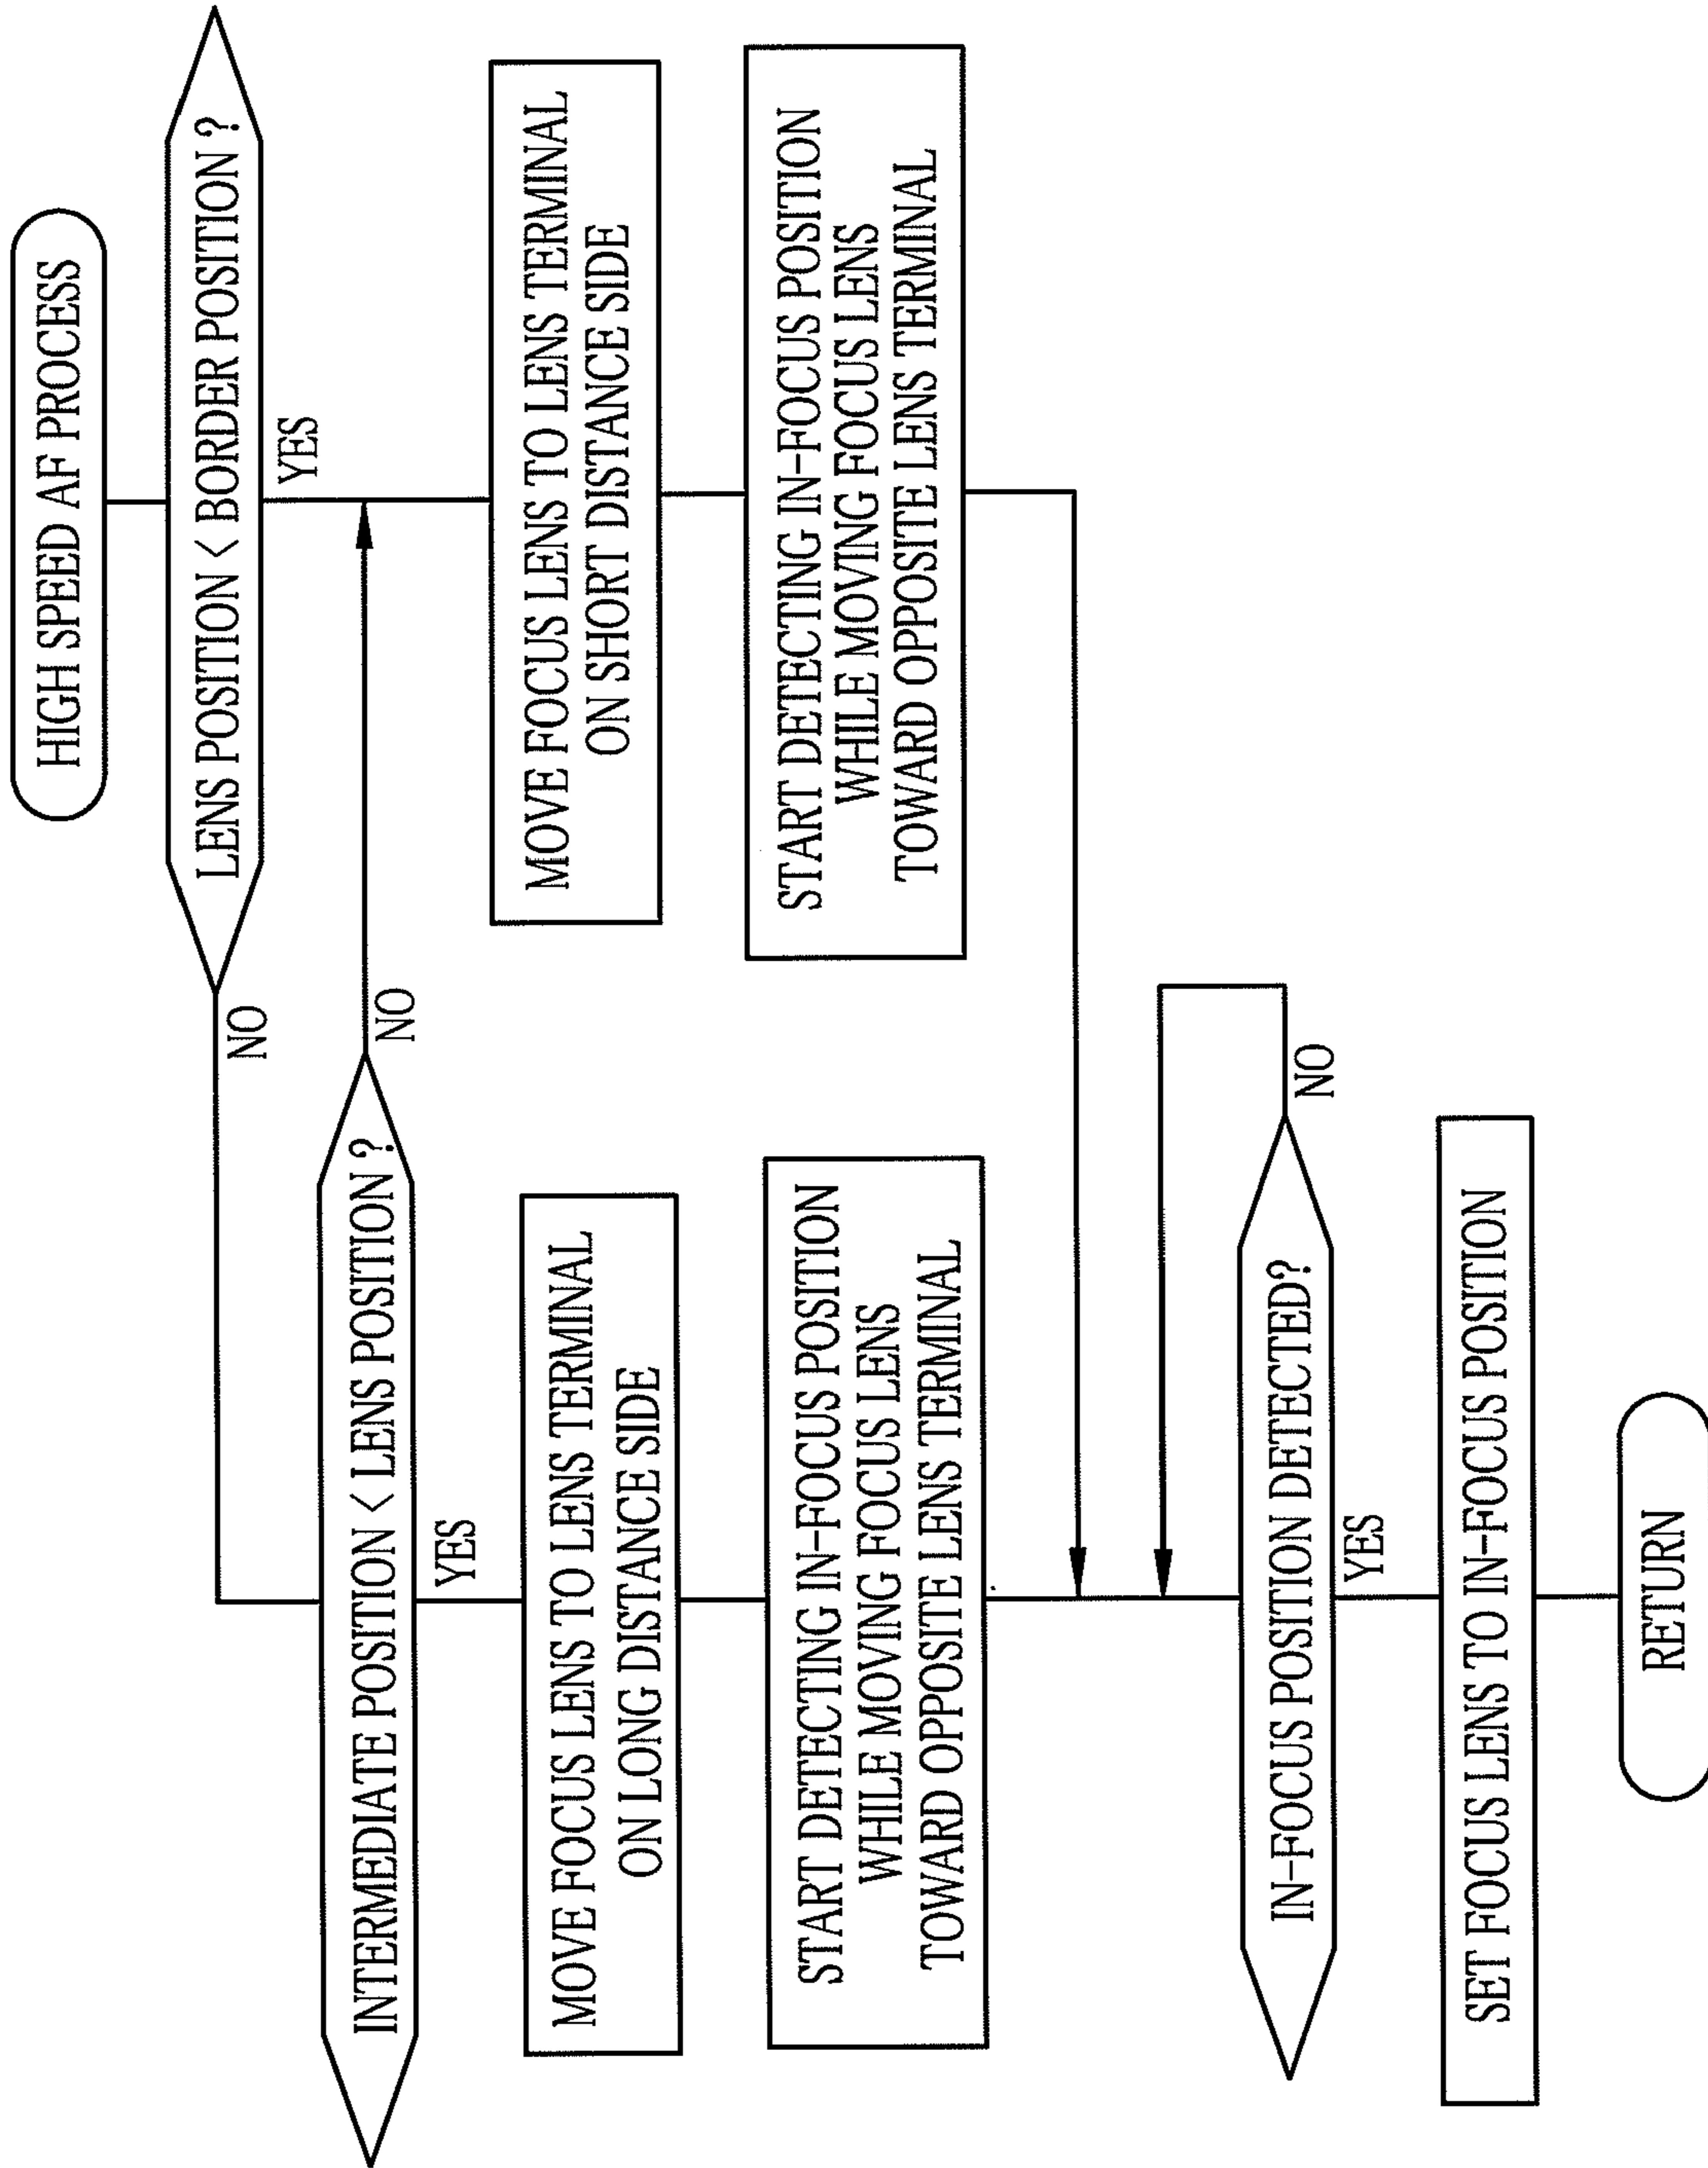 HIGH SPEED AF PROCESS
LENS POSITION < BORDER POSITION ?
NO
YES
INTERMEDIATE POSITION < LENS POSITION ?
NO
YES
MOVE FOCUS LENS TO LENS TERMINAL
ON LONG DISTANCE SIDE
MOVE FOCUS LENS TO LENS TERMINAL
ON SHORT DISTANCE SIDE
START DETECTING IN-FOCUS POSITION
WHILE MOVING FOCUS LENS
TOWARD OPPOSITE LENS TERMINAL
START DETECTING IN-FOCUS POSITION
WHILE MOVING FOCUS LENS
TOWARD OPPOSITE LENS TERMINAL
IN-FOCUS POSITION DETECTED?
NO
YES
SET FOCUS LENS TO IN-FOCUS POSITION
RETURN